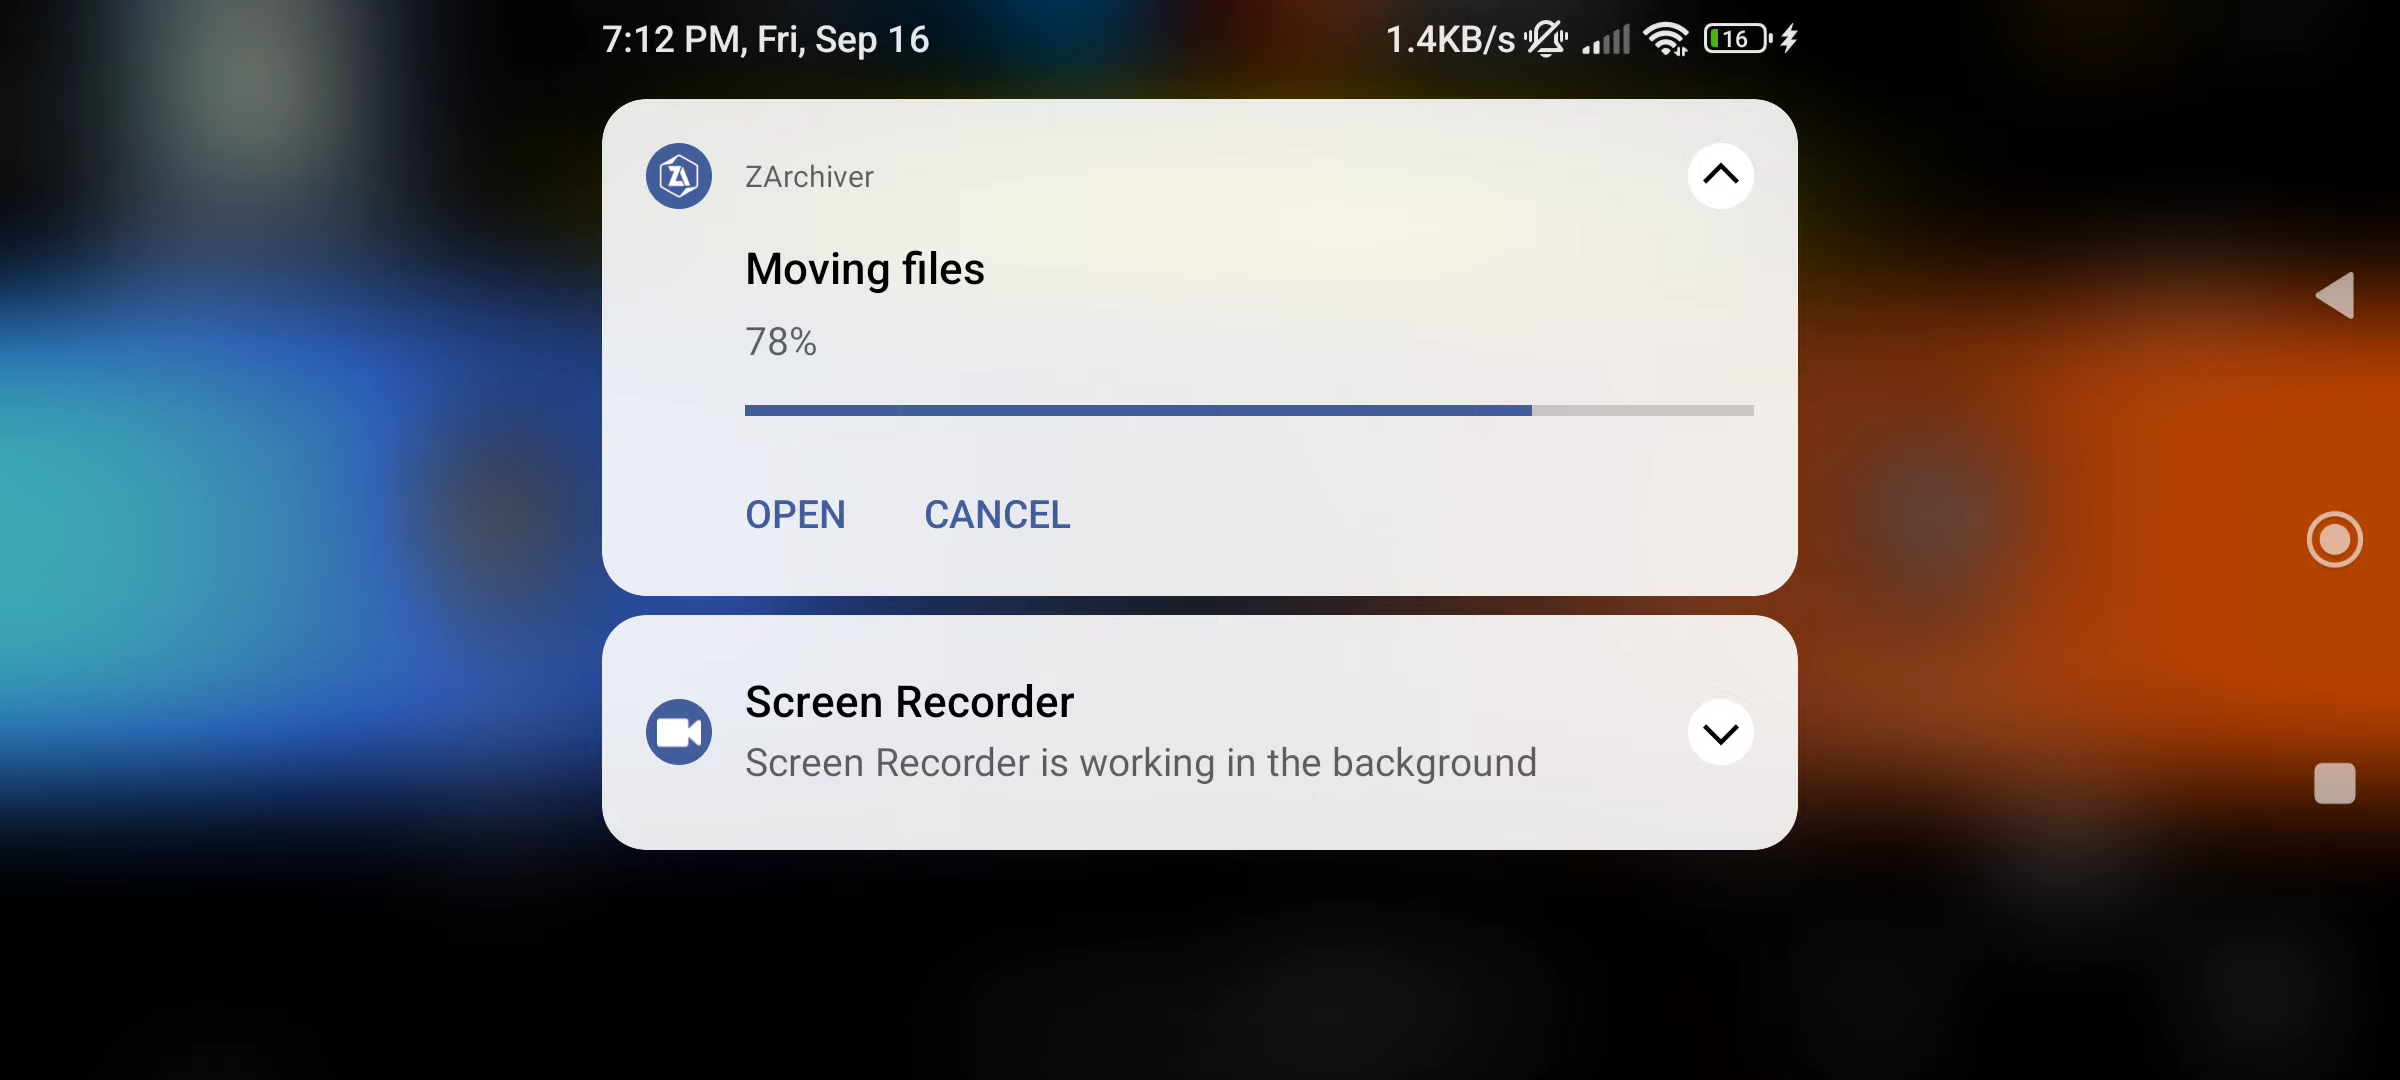 7:12 PM, Fri, Sep 16
1.4KB/s 16
ZArchiver
Moving files
78%
OPEN CANCEL
Screen Recorder
Screen Recorder is working in the background